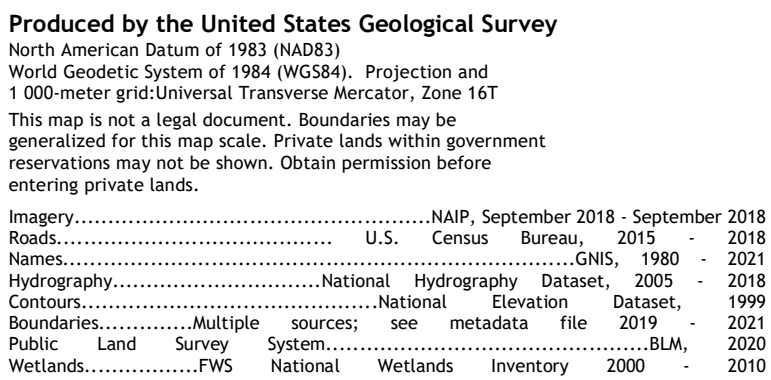 Produced by the United States Geological Survey
North American Datum of 1983 (NAD83)
World Geodetic System of 1984 (WGS84). Projection and
1 000-meter grid:Universal Transverse Mercator, Zone 16T
This map is not a legal document. Boundaries may be
generalized for this map scale. Private lands within government
reservations may not be shown. Obtain permission before
entering private lands.
Imagery............................................NAIP, September 2018 - September 2018
Roads.................................. U.S. Census Bureau, 2015 - 2018
Names...............................................................GNIS, 1980 - 2021
Hydrography..........................National Hydrography Dataset, 2005 - 2018
Contours.....................................National Elevation Dataset, 1999
Boundaries..............Multiple sources; see metadata file 2019 - 2021
Public Land Survey System........................................BLM, 2020
Wetlands.................FWS National Wetlands Inventory 2000 - 2010